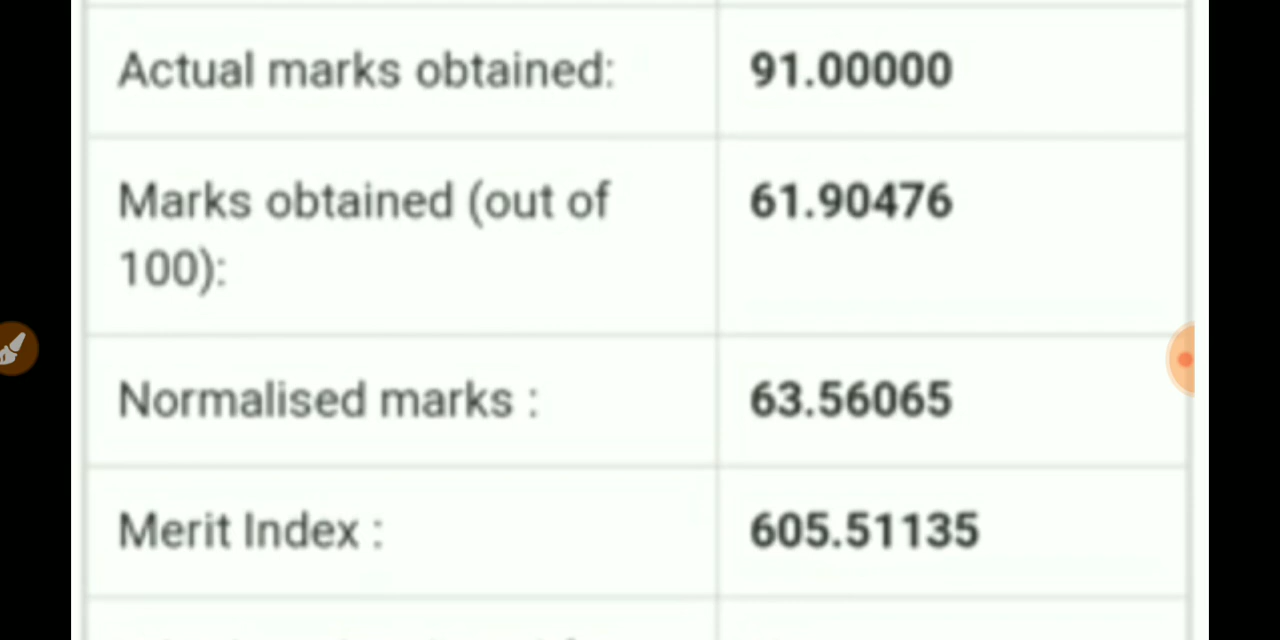 Actual marks obtained: 91.00000
Marks obtained (out of 61.90476
100):
Normalised marks : 63.56065
Merit Index : 605.51135